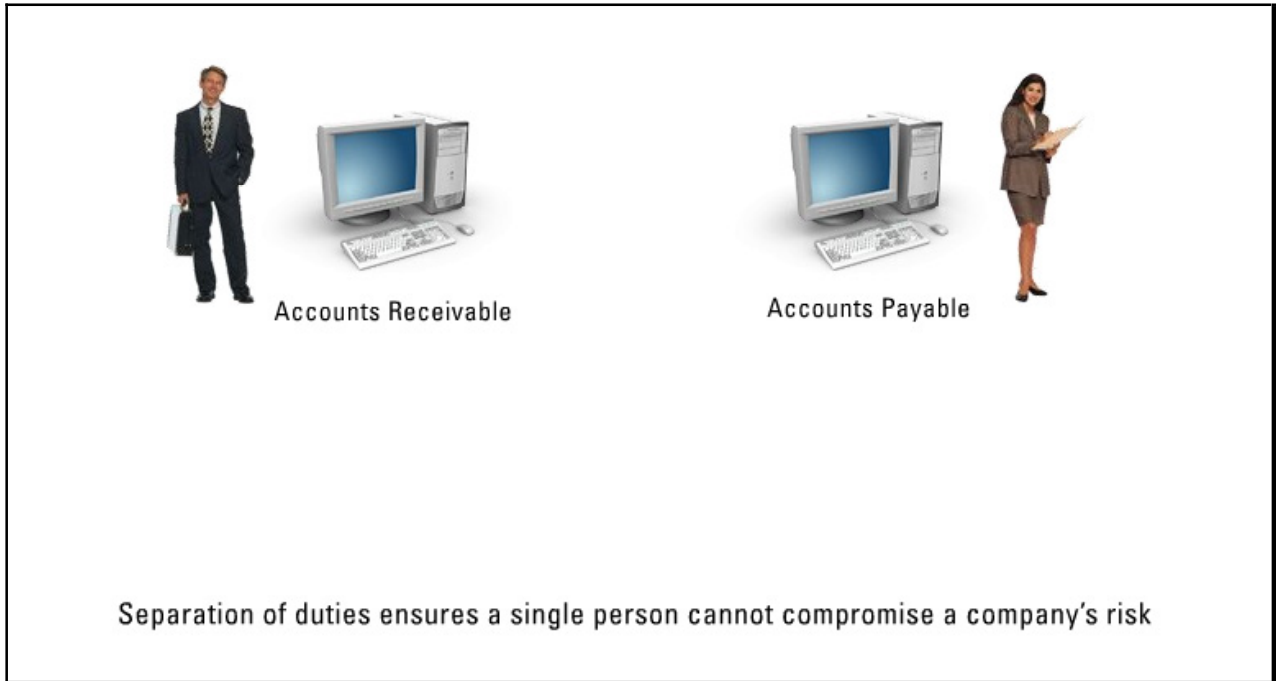 Accounts Receivable
Accounts Payable
Separation of duties ensures a single person cannot compromise a company's risk